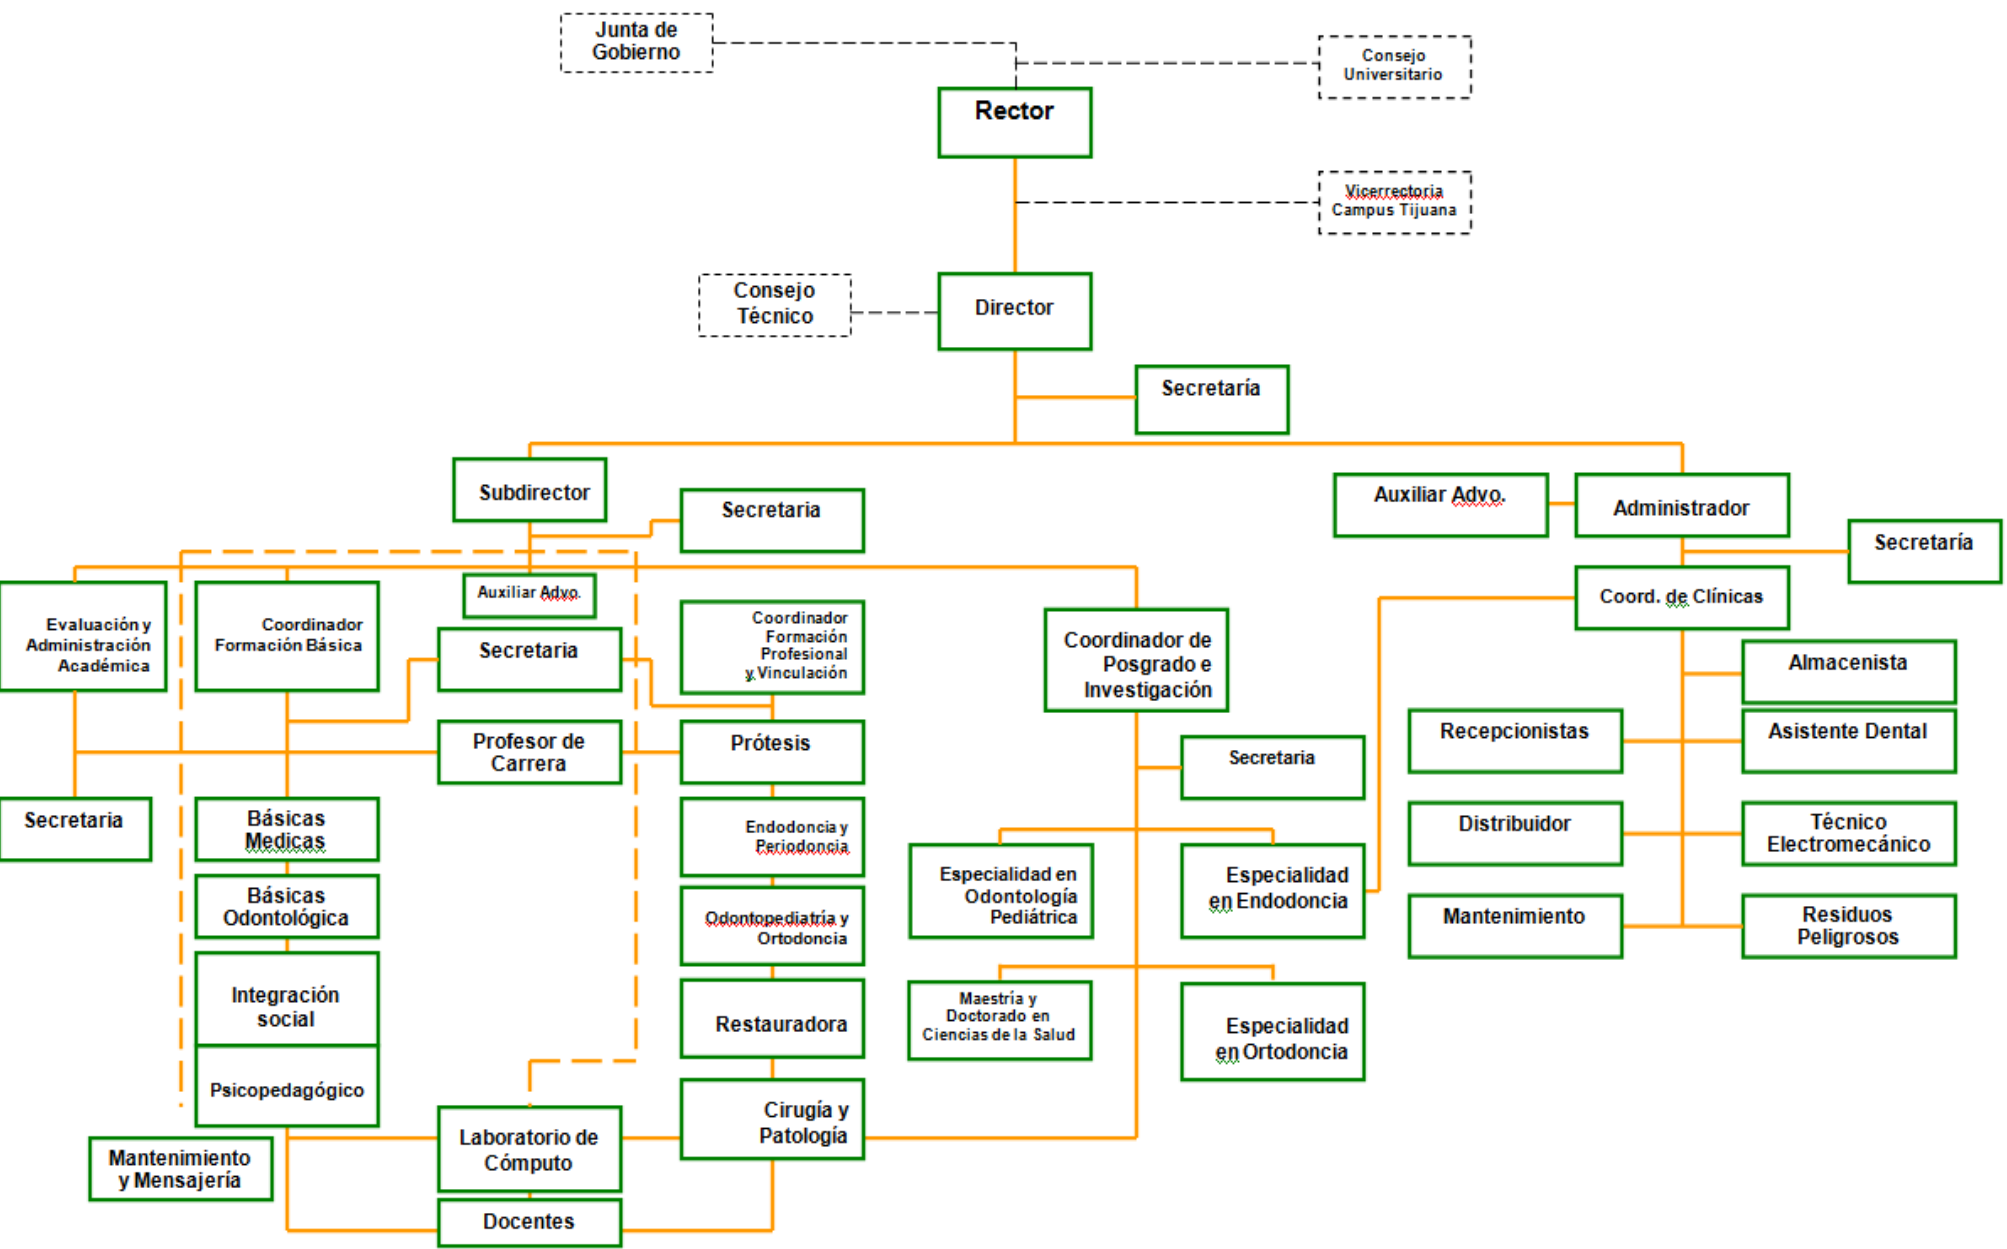 Junta de
Gobierno
Consejo
Universitario
Rector
Vicerrectoria
Campus Tijuana
Consejo
Técnico
Director
Secretaría
Subdirector
Secretaria
Auxiliar Advo.
Administrador
Secretaría
Coord. de Clínicas
Evaluación y
Administración
Académica
Coordinador
Formación Básica
Auxiliar Advo.
Secretaria
Coordinador
Formación
Profesional
y Vinculación
Coordinador de
Posgrado e
Investigación
Almacenista
Profesor de
Carrera
Prótesis
Secretaria
Recepcionistas
Asistente Dental
Secretaria
Básicas
Medicas
Endodoncia y
Periodoncia
Especialidad en
Odontología
Pediátrica
Especialidad
en Endodoncia
Distribuidor
Técnico
Electromecánico
Básicas
Odontológica
Odontopediatría y
Ortodoncia
Mantenimiento
Residuos
Peligrosos
Integración
social
Restauradora
Maestría y
Doctorado en
Ciencias de la Salud
Especialidad
en Ortodoncia
Psicopedagógico
Cirugía y
Patología
Mantenimiento
y Mensajería
Laboratorio de
Cómputo
Docentes